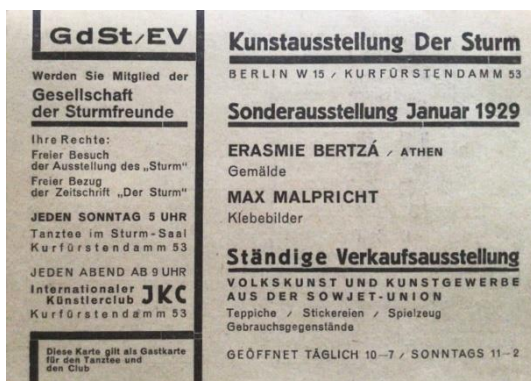 GdSt/EV
Werden Sie Mitglied der
Gesellschaft
der Sturmfreunde
Ihre Rechte:
Freier Besuch
der Ausstellung des „Sturm“
Freier Bezug
der Zeitschrift „Der Sturm“
JEDEN SONNTAG 5 UHR
Tanztee im Sturm-Saal
Kurfürstendamm 53
JEDEN ABEND AB 9 UHR
Internationaler
Künstlerclub JKC
Kurfürstendamm 53
Diese Karte gilt als Gastkarte
für den Tanztee und
den Club
Kunstausstellung Der Sturm
BERLIN W 15 / KURFÜRSTENDAMM 53
Sonderausstellung Januar 1929
ERASMIE BERTZÁ / ATHEN
Gemälde
MAX MALPRICHT
Klebebilder
Ständige Verkaufsausstellung
VOLKSKUNST UND KUNSTGEWERBE
AUS DER SOWJET-UNION
Teppiche / Stickereien / Spielzeug
Gebrauchsgegenstände
GEÖFFNET TÄGLICH 10-7 / SONNTAGS 11-2